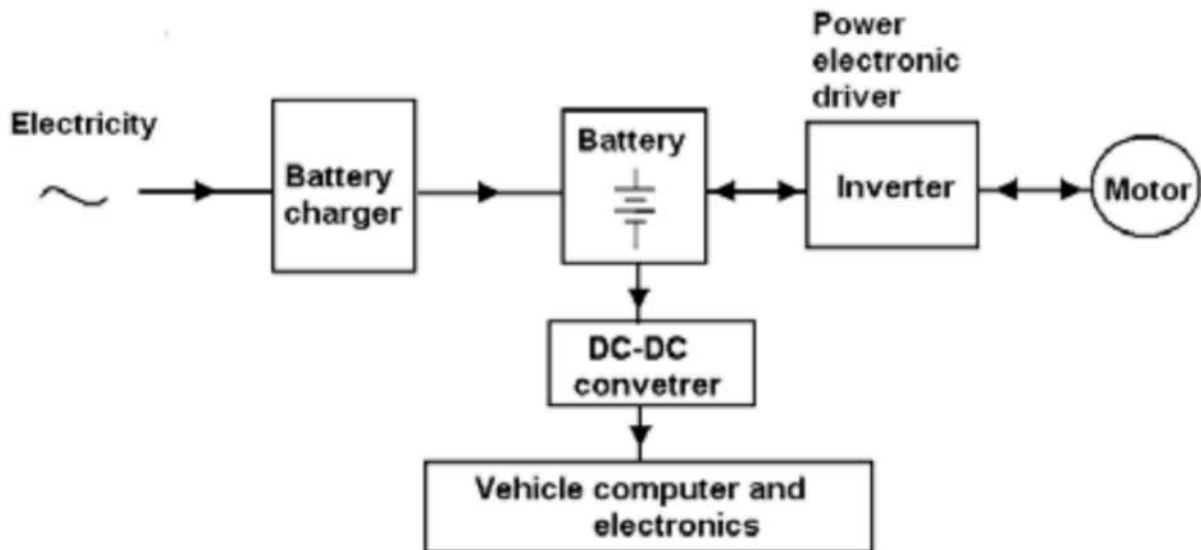 Power
electronic
driver
Electricity
Battery
charger
Battery
Inverter
Motor
DC-DC
convetrer
Vehicle computer and
electronics